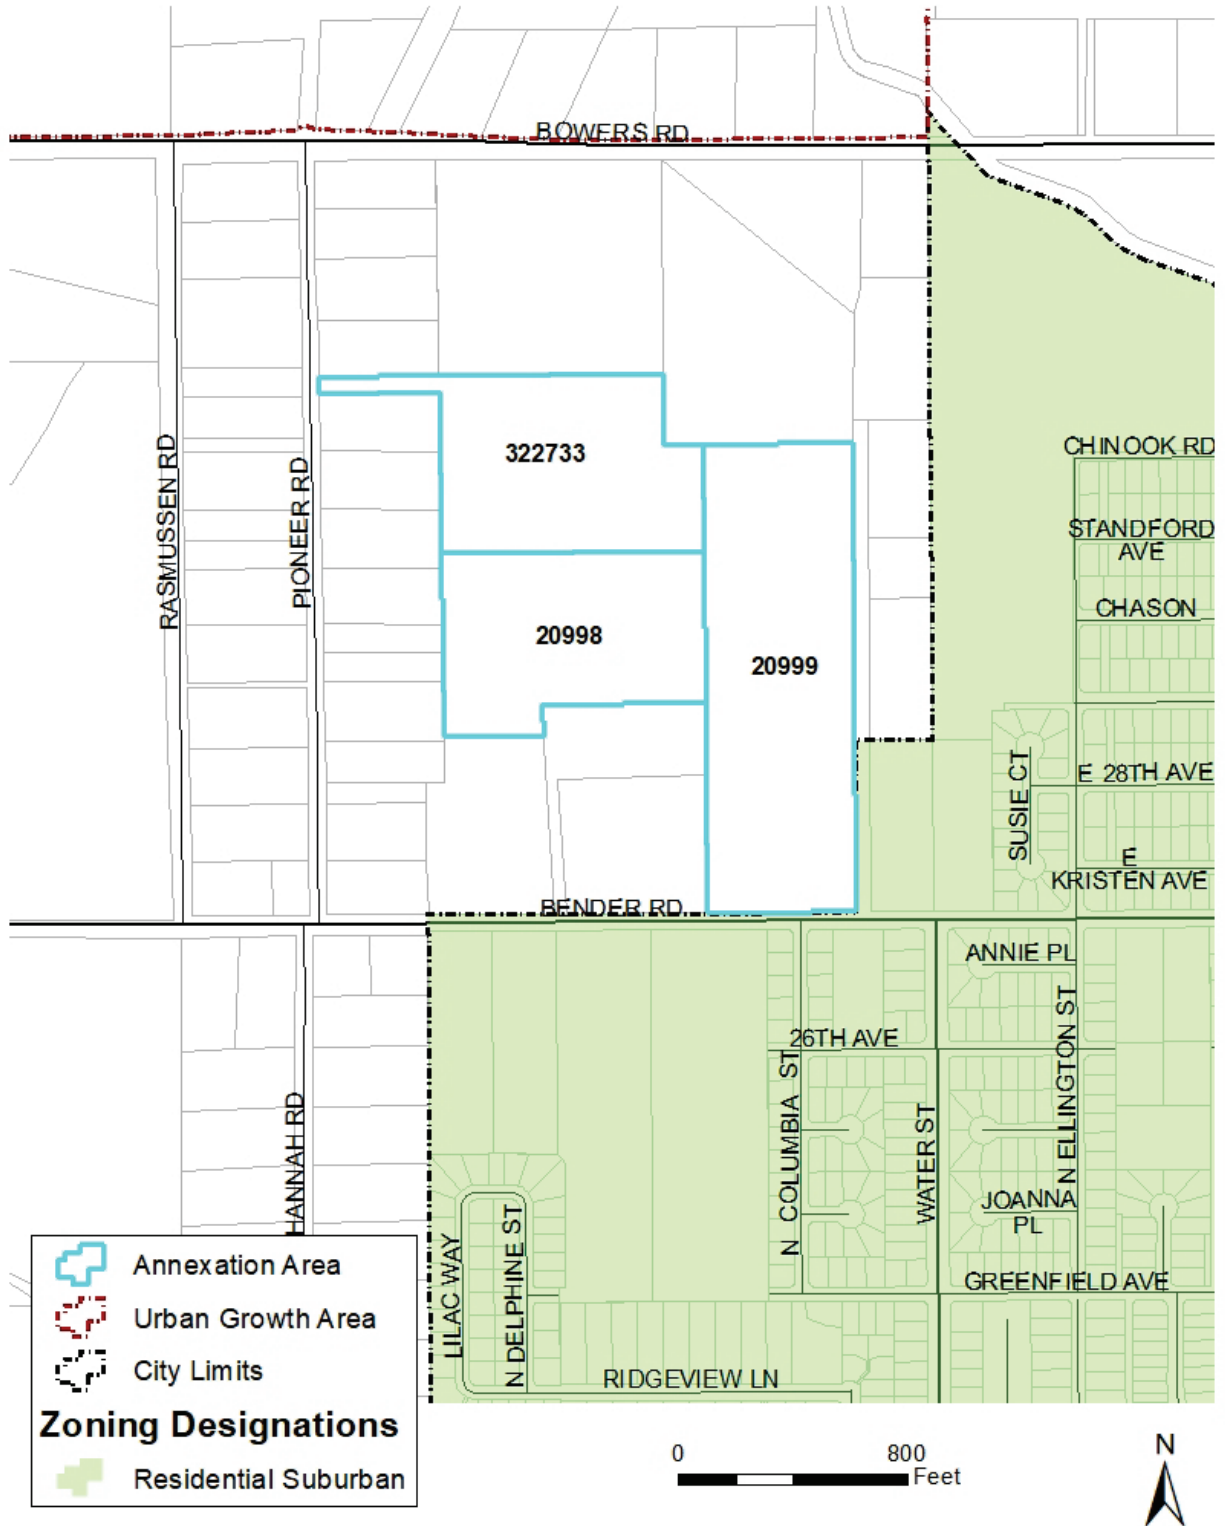 BOWERS RD
CHINOOK RD
322733
RASMUSSEN RD
PIONEER RD
STANDFORD
AVE
CHASON
20998
20999
SUSIE CT
E 28TH AVE
E
KRISTEN AVE
BENDER RD
ANNIE PL
N ELLINGTON ST
26TH AVE
N COLUMBIA ST
WATER ST
HANNAH RD
JOANNA
PL
LILAC WAY
N DELPHINE ST
GREENFIELD AVE
RIDGEVIEW LN
Annexation Area
Urban Growth Area
City Limits
Zoning Designations
Residential Suburban
0 800
Feet
N